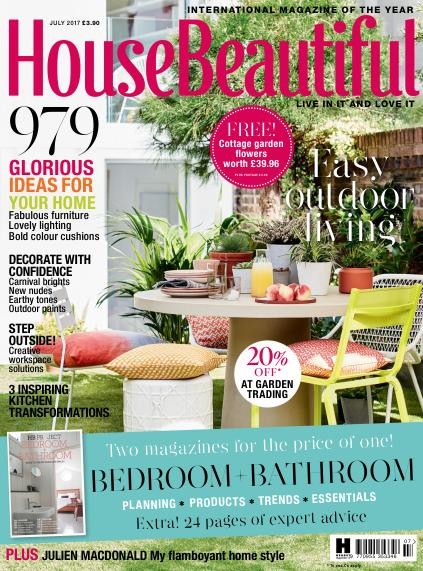 INTERNATIONAL MAGAZINE OF THE YEAR
JULY 2017 £3.90
HouseBeautiful
LIVE IN IT AND LOVE IT
979
GLORIOUS
IDEAS FOR
YOUR HOME
Fabulous furniture
Lovely lighting
Bold colour cushions
FREE!
Cottage garden
flowers
worth £39.96
Easy
outdoor
living
DECORATE WITH
CONFIDENCE
Carnival brights
New nudes
Earthy tones
Outdoor paints
STEP
OUTSIDE!
Creative
workspace
solutions
3 INSPIRING
KITCHEN
TRANSFORMATIONS
20%
OFF*
AT GARDEN
TRADING
BEDROOM
BATHROOM
Two magazines for the price of one!
BEDROOM+BATHROOM
PLANNING * PRODUCTS * TRENDS * ESSENTIALS
Extra! 24 pages of expert advice
PLUS JULIEN MACDONALD My flamboyant home style
H
07